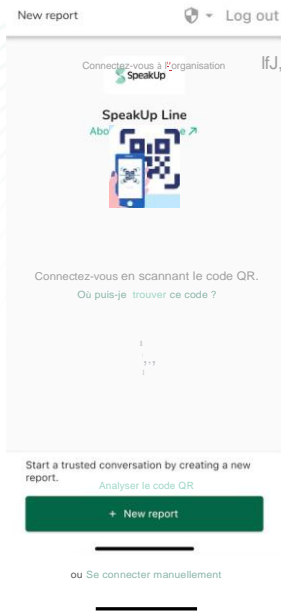 New report
Log out
Connectez-vous à l'organisation
IfJ,
SpeakUp
SpeakUp Line
Abo e ↗
Connectez-vous en scannant le code QR.
Où puis-je trouver ce code ?
Start a trusted conversation by creating a new
report.
Analyser le code QR
+ New report
ou Se connecter manuellement